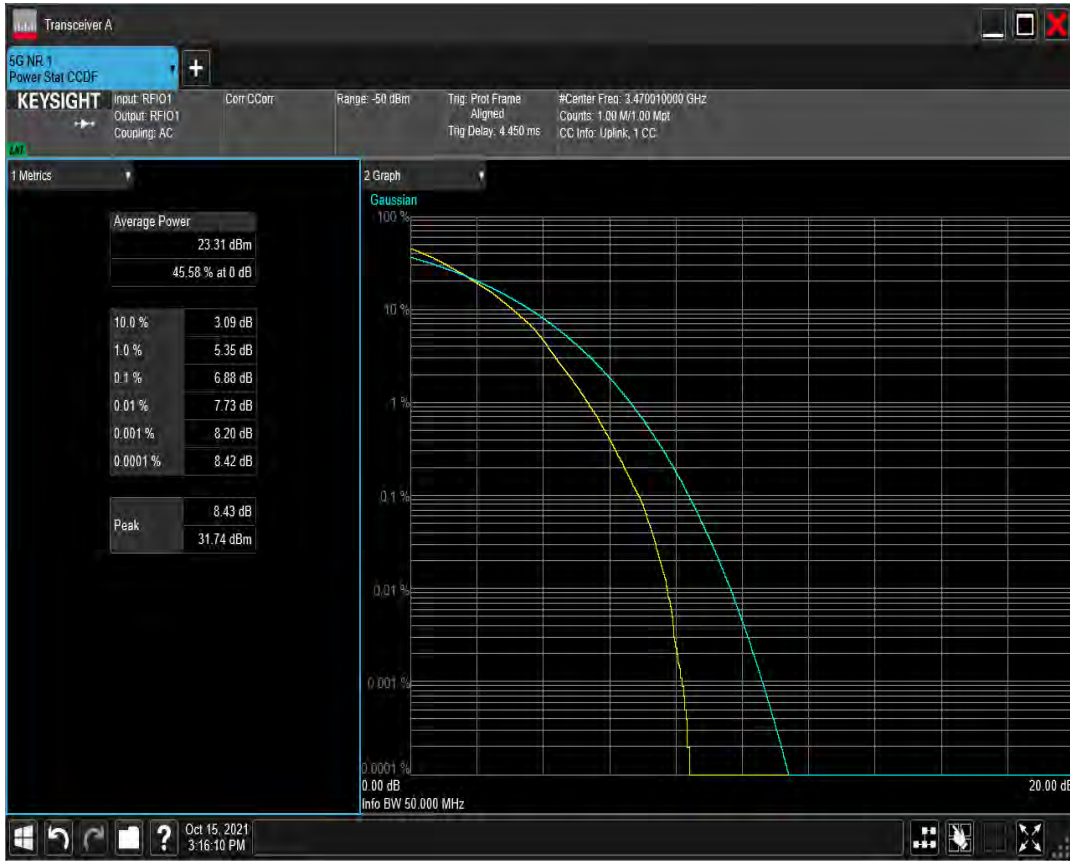 Transceiver A
5G NR 1
Power Stat CCDF
+
KEYSIGHT
Input: RFIO1
Output: RFIO1
Coupling: AC
Corr CCorr
Range: -50 dBm
Trig: Prot Frame
Aligned
Trig Delay: 4.450 ms
#Center Freq: 3.470010000 GHz
Counts: 1.00 M/1.00 Mpt
CC Info: Uplink, 1 CC
LNT
1 Metrics
Average Power
23.31 dBm
45.58 % at 0 dB
10.0 % 3.09 dB
1.0 % 5.35 dB
0.1 % 6.88 dB
0.01 % 7.73 dB
0.001 % 8.20 dB
0.0001 % 8.42 dB
Peak 8.43 dB
31.74 dBm
2 Graph
Gaussian
100 %
10 %
1 %
0.1 %
0.01 %
0.001 %
0.0001 %
0.00 dB
20.00 dB
Info BW 50.000 MHz
?
Oct 15, 2021
3:16:10 PM